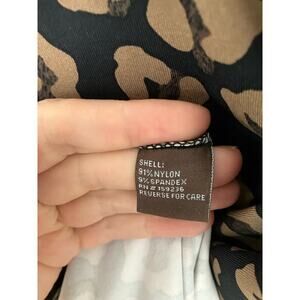 SHELL:
91% NYLON
9% SPANDEX
RN # 159236
REVERSE FOR CARE